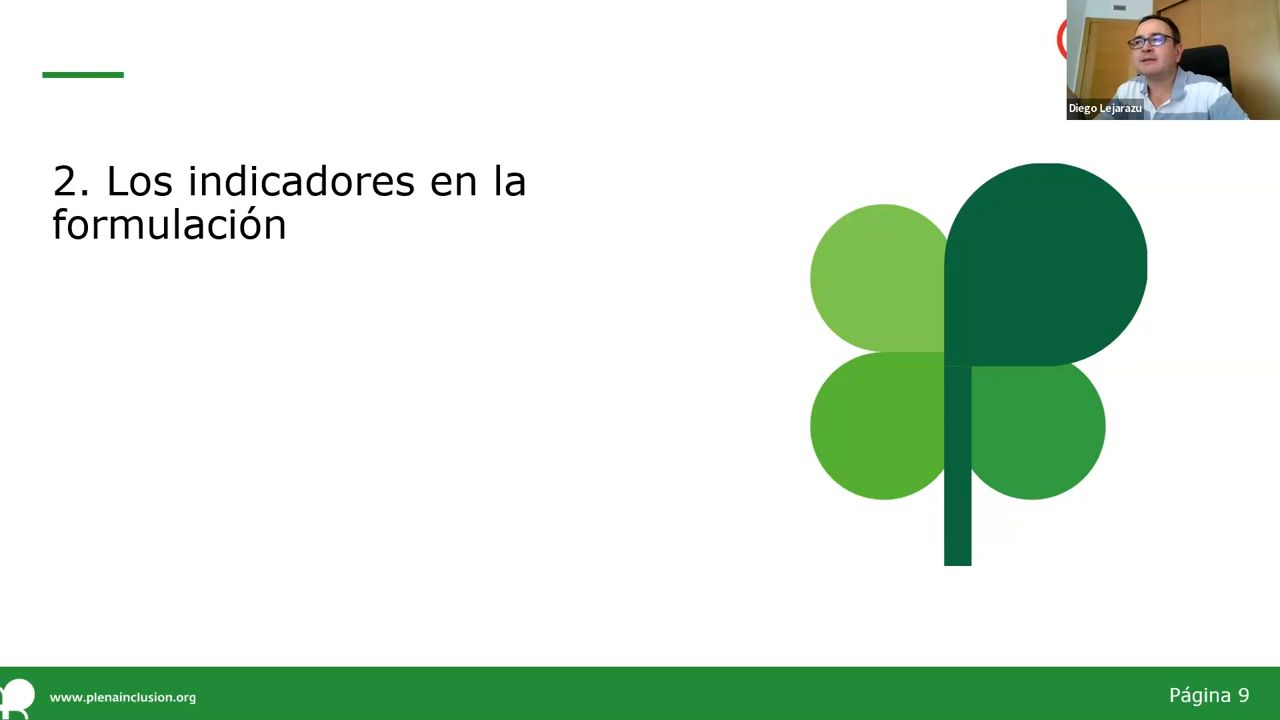 Diego Lejarazu
2. Los indicadores en la
formulación
www.plenainclusion.org
Página 9